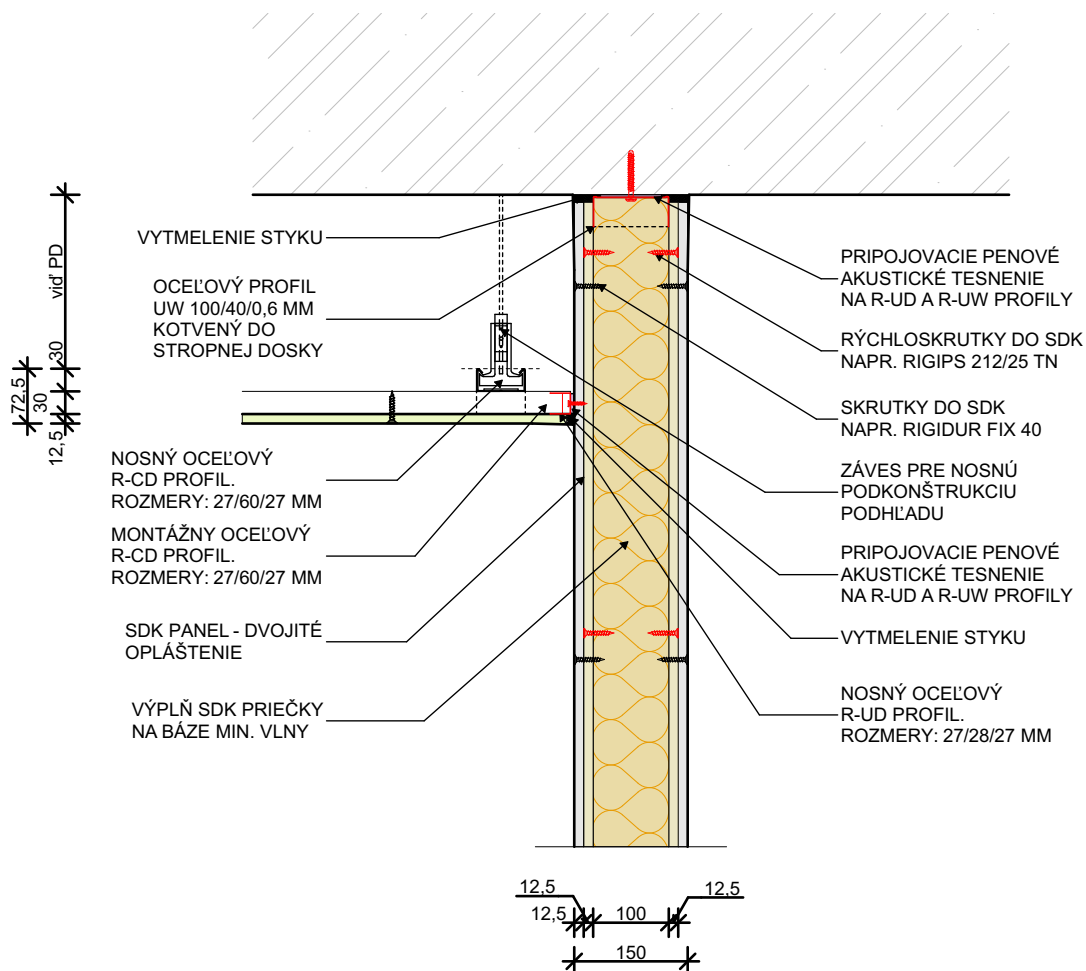 VYTMELENIE STYKU
OCEĽOVÝ PROFIL
UW 100/40/0,6 MM
KOTVENÝ DO
STROPNEJ DOSKY
NOSNÝ OCEĽOVÝ
R-CD PROFIL.
ROZMERY: 27/60/27 MM
MONTÁŽNY OCEĽOVÝ
R-CD PROFIL.
ROZMERY: 27/60/27 MM
SDK PANEL - DVOJITÉ
OPLÁŠTENIE
VÝPLŇ SDK PRIEČKY
NA BÁZE MIN. VLNY
PRIPOJOVACIE PENOVÉ
AKUSTICKÉ TESNENIE
NA R-UD A R-UW PROFILY
RÝCHLOSKRUTKY DO SDK
NAPR. RIGIPS 212/25 TN
SKRUTKY DO SDK
NAPR. RIGIDUR FIX 40
ZÁVES PRE NOSNÚ
PODKONŠTRUKCIU
PODHĽADU
PRIPOJOVACIE PENOVÉ
AKUSTICKÉ TESNENIE
NA R-UD A R-UW PROFILY
VYTMELENIE STYKU
NOSNÝ OCEĽOVÝ
R-UD PROFIL.
ROZMERY: 27/28/27 MM
viď PD
30
72,5
30
12,5
12,5
12,5
12,5
100
150